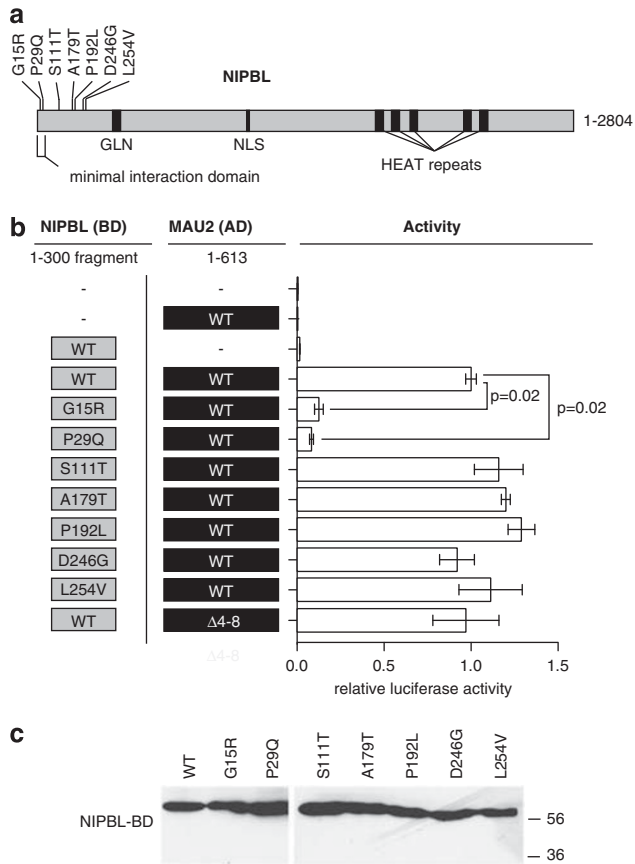 a
G15R
P29Q
S111T
A179T
P192L
D246G
L254V
NIPBL
1-2804
GLN
NLS
HEAT repeats
minimal interaction domain
b
NIPBL (BD) MAU2 (AD) Activity
1-300 fragment 1-613
- -
- WT
WT -
WT WT
G15R WT
P29Q WT
S111T WT
A179T WT
P192L WT
D246G WT
L254V WT
WT Δ4-8
p=0.02
p=0.02
Δ4-8
0.0 0.5 1.0 1.5
relative luciferase activity
c
WT
G15R
P29Q
S111T
A179T
P192L
D246G
L254V
NIPBL-BD
56
36